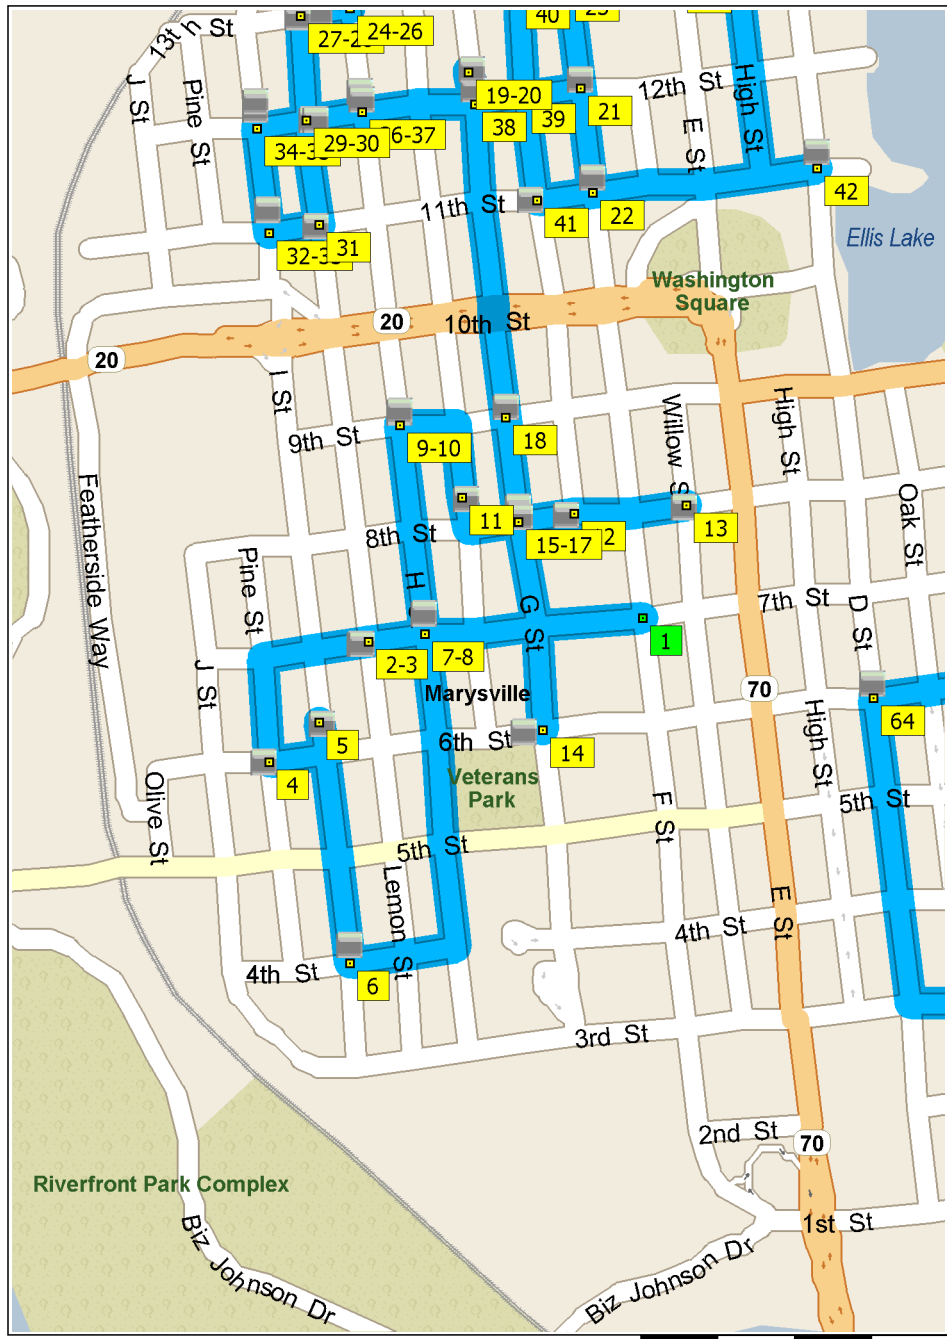 40
24-26
27-2
13th St
J St
Pine St
High St
12th St
E St
19-20
21
38
39
29-30
36-37
34-3
42
11th St
41
22
31
32-3
Ellis Lake
Washington
Square
20
10th St
20
I St
9th St
9-10
18
Willow S
High St
Featherside Way
8th St
11
15-17
2
13
Oak St
Pine St
H
G St
7th St
D St
1
J St
2-3
7-8
Marysville
70
High St
64
5
6th St
14
4
Veterans
Park
Olive St
F St
5th St
5th St
Lemon St
E St
4th St
4th St
6
3rd St
2nd St
70
Riverfront Park Complex
1st St
Biz Johnson Dr
Biz Johnson Dr